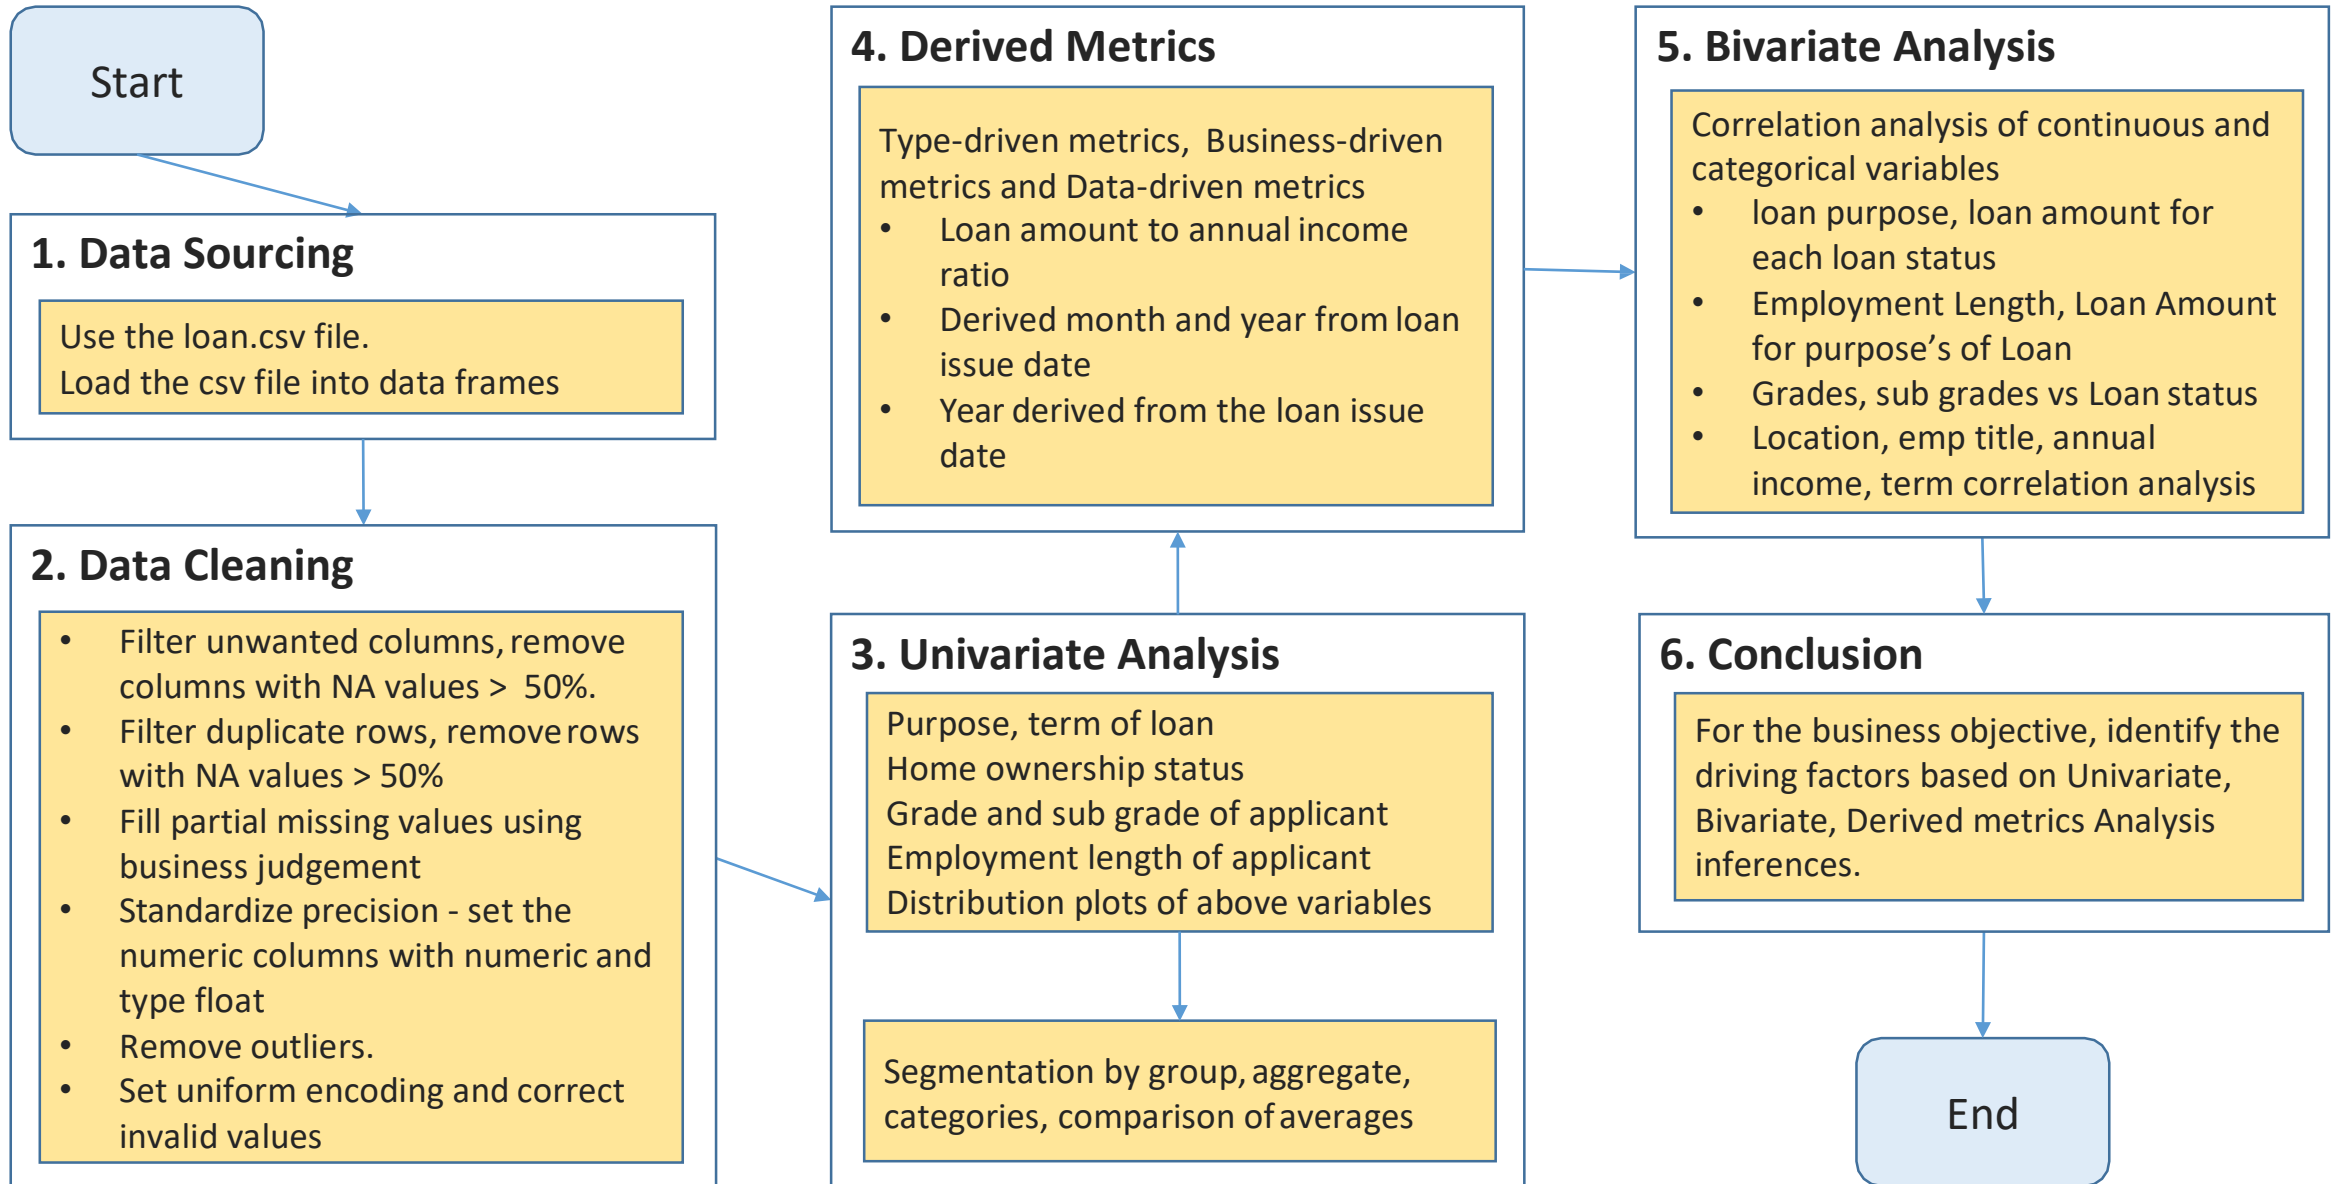 Start
1. Data Sourcing
Use the loan.csv file.
Load the csv file into data frames
2. Data Cleaning
• Filter unwanted columns, remove
columns with NA values > 50%.
• Filter duplicate rows, remove rows
with NA values > 50%
• Fill partial missing values using
business judgement
• Standardize precision - set the
numeric columns with numeric and
type float
• Remove outliers.
• Set uniform encoding and correct
invalid values
3. Univariate Analysis
Purpose, term of loan
Home ownership status
Grade and sub grade of applicant
Employment length of applicant
Distribution plots of above variables
Segmentation by group, aggregate,
categories, comparison of averages
4. Derived Metrics
Type-driven metrics, Business-driven
metrics and Data-driven metrics
• Loan amount to annual income
ratio
• Derived month and year from loan
issue date
• Year derived from the loan issue
date
5. Bivariate Analysis
Correlation analysis of continuous and
categorical variables
• loan purpose, loan amount for
each loan status
• Employment Length, Loan Amount
for purpose’s of Loan
• Grades, sub grades vs Loan status
• Location, emp title, annual
income, term correlation analysis
6. Conclusion
For the business objective, identify the
driving factors based on Univariate,
Bivariate, Derived metrics Analysis
inferences.
End